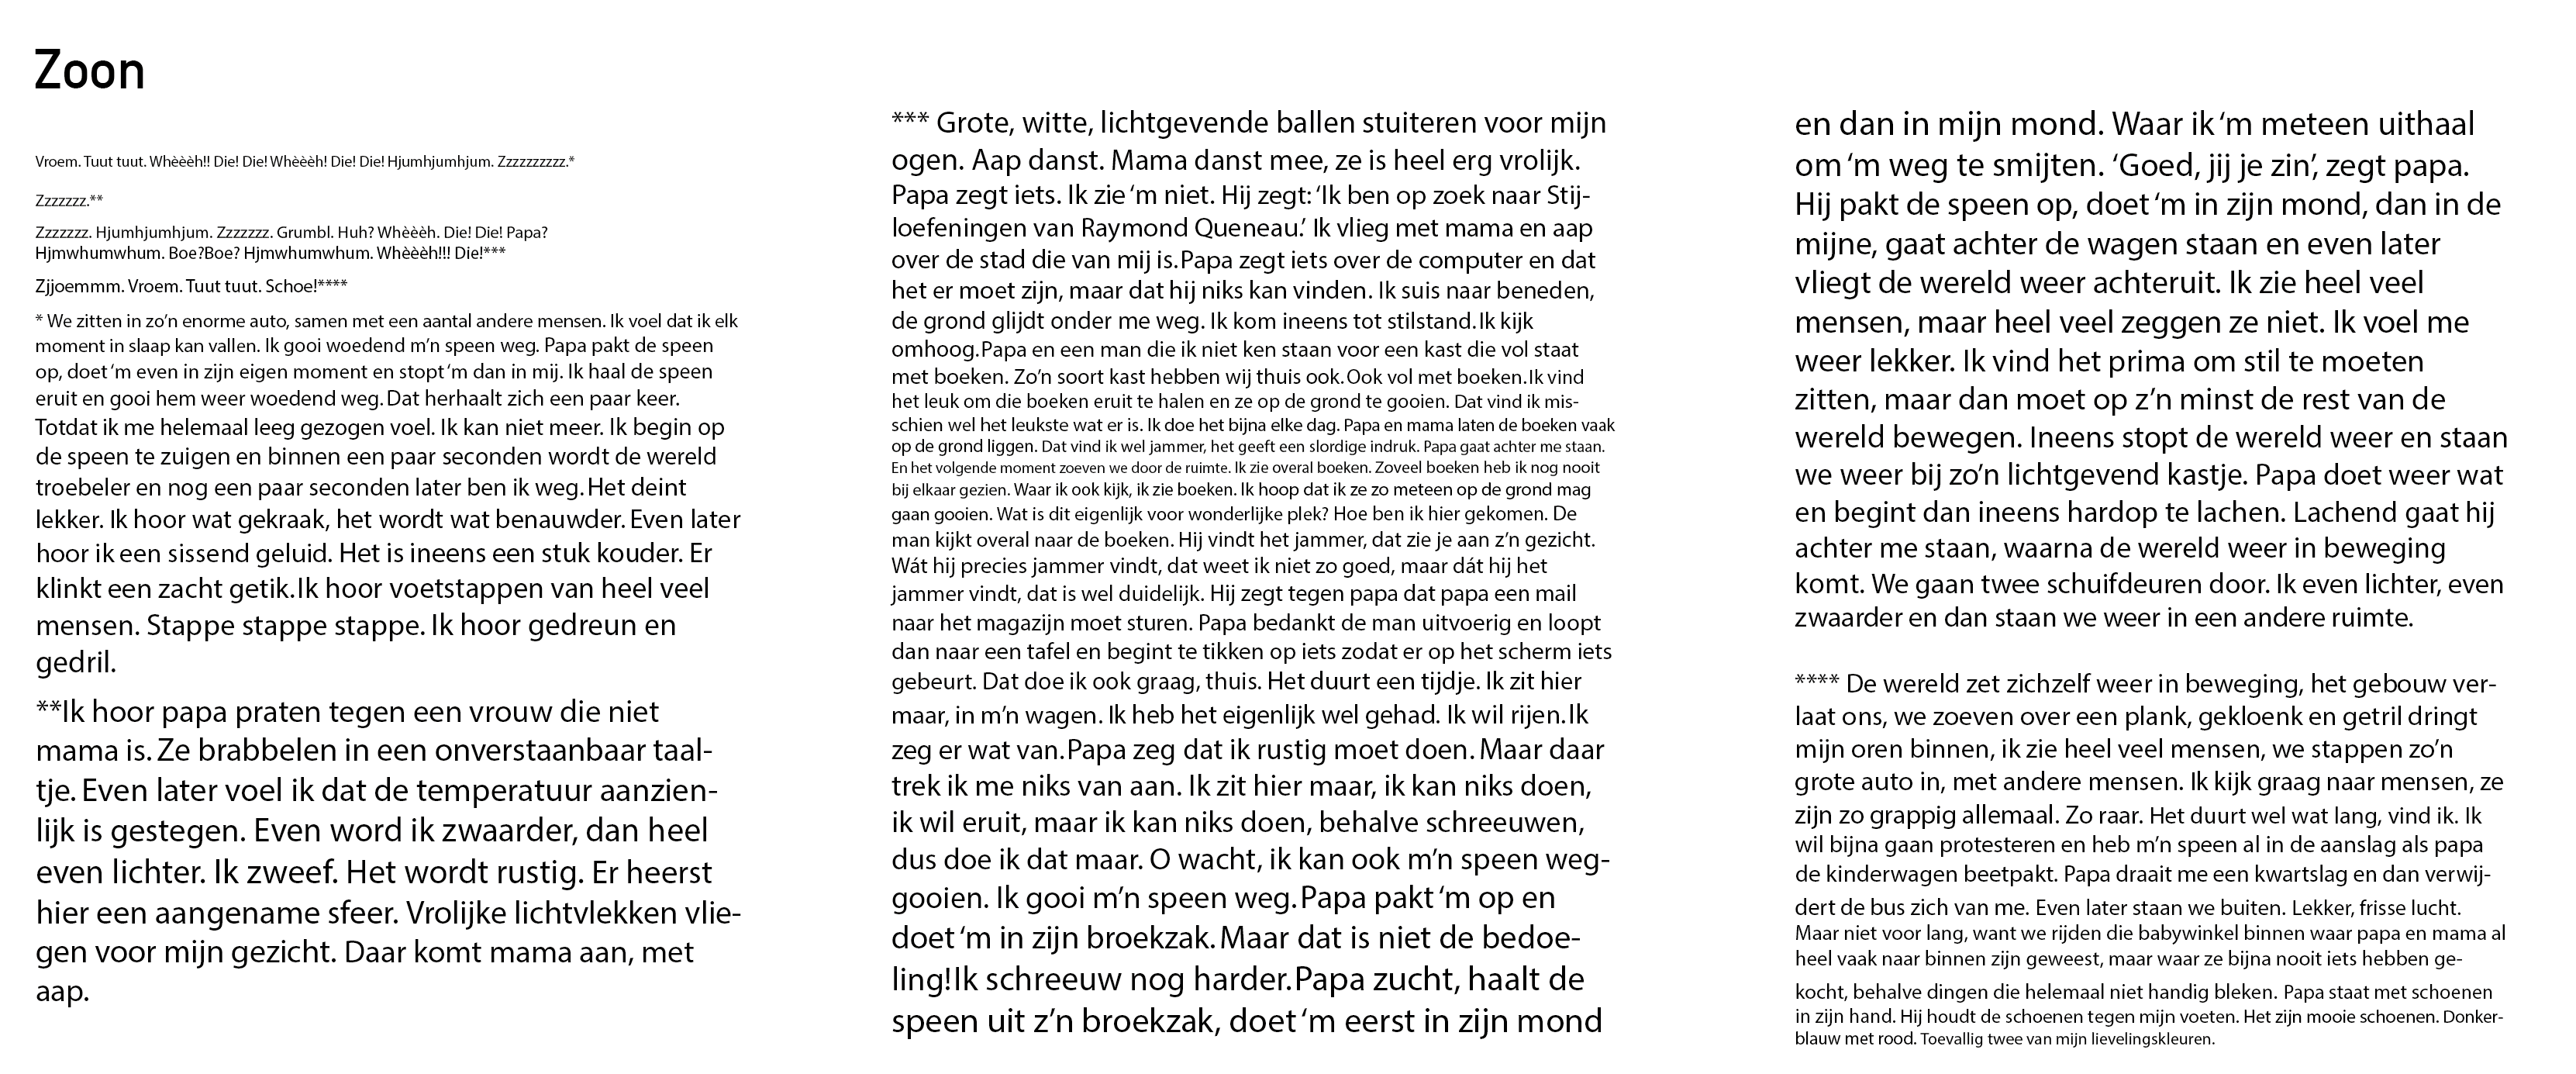 Zoon
Vroem. Tuut tuut. Whèèèh!! Die! Die! Whèèèh! Die! Die! Hjumhjumhjum. Zzzzzzzzzz.*
Zzzzzzz.**
Zzzzzzz. Hjumhjumhjum. Zzzzzzz. Grumbl. Huh? Whèèèh. Die! Die! Papa?
Hjmwhumwhum. Boe?Boe? Hjmwhumwhum. Whèèèh!!! Die!***
Zjjoemmm. Vroem. Tuut tuut. Schoe!****
* We zitten in zo’n enorme auto, samen met een aantal andere mensen. Ik voel dat ik elk
moment in slaap kan vallen. Ik gooi woedend m’n speen weg. Papa pakt de speen
op, doet ‘m even in zijn eigen moment en stopt ‘m dan in mij. Ik haal de speen
eruit en gooi hem weer woedend weg. Dat herhaalt zich een paar keer.
Totdat ik me helemaal leeg gezogen voel. Ik kan niet meer. Ik begin op
de speen te zuigen en binnen een paar seconden wordt de wereld
troebeler en nog een paar seconden later ben ik weg. Het deint
lekker. Ik hoor wat gekraak, het wordt wat benauwder. Even later
hoor ik een sissend geluid. Het is ineens een stuk kouder. Er
klinkt een zacht getik. Ik hoor voetstappen van heel veel
mensen. Stappe stappe stappe. Ik hoor gedreun en
gedril.
**Ik hoor papa praten tegen een vrouw die niet
mama is. Ze brabbelen in een onverstaanbaar taal-
tje. Even later voel ik dat de temperatuur aanzien-
lijk is gestegen. Even word ik zwaarder, dan heel
even lichter. Ik zweef. Het wordt rustig. Er heerst
hier een aangename sfeer. Vrolijke lichtvlekken vlie-
gen voor mijn gezicht. Daar komt mama aan, met
aap.
*** Grote, witte, lichtgevende ballen stuiteren voor mijn
ogen. Aap danst. Mama danst mee, ze is heel erg vrolijk.
Papa zegt iets. Ik zie ‘m niet. Hij zegt: ‘Ik ben op zoek naar Stij-
loefeningen van Raymond Queneau.’ Ik vlieg met mama en aap
over de stad die van mij is. Papa zegt iets over de computer en dat
het er moet zijn, maar dat hij niks kan vinden. Ik suis naar beneden,
de grond glijdt onder me weg. Ik kom ineens tot stilstand. Ik kijk
omhoog. Papa en een man die ik niet ken staan voor een kast die vol staat
met boeken. Zo’n soort kast hebben wij thuis ook. Ook vol met boeken. Ik vind
het leuk om die boeken eruit te halen en ze op de grond te gooien. Dat vind ik mis-
schien wel het leukste wat er is. Ik doe het bijna elke dag. Papa en mama laten de boeken vaak
op de grond liggen. Dat vind ik wel jammer, het geeft een slordige indruk. Papa gaat achter me staan.
En het volgende moment zoeven we door de ruimte. Ik zie overal boeken. Zoveel boeken heb ik nog nooit
bij elkaar gezien. Waar ik ook kijk, ik zie boeken. Ik hoop dat ik ze zo meteen op de grond mag
gaan gooien. Wat is dit eigenlijk voor wonderlijke plek? Hoe ben ik hier gekomen. De
man kijkt overal naar de boeken. Hij vindt het jammer, dat zie je aan z’n gezicht.
Wát hij precies jammer vindt, dat weet ik niet zo goed, maar dát hij het
jammer vindt, dat is wel duidelijk. Hij zegt tegen papa dat papa een mail
naar het magazijn moet sturen. Papa bedankt de man uitvoerig en loopt
dan naar een tafel en begint te tikken op iets zodat er op het scherm iets
gebeurt. Dat doe ik ook graag, thuis. Het duurt een tijdje. Ik zit hier
maar, in m’n wagen. Ik heb het eigenlijk wel gehad. Ik wil rijen. Ik
zeg er wat van. Papa zeg dat ik rustig moet doen. Maar daar
trek ik me niks van aan. Ik zit hier maar, ik kan niks doen,
ik wil eruit, maar ik kan niks doen, behalve schreeuwen,
dus doe ik dat maar. O wacht, ik kan ook m’n speen weg-
gooien. Ik gooi m’n speen weg. Papa pakt ‘m op en
doet ‘m in zijn broekzak. Maar dat is niet de bedoe-
ling! Ik schreeuw nog harder. Papa zucht, haalt de
speen uit z’n broekzak, doet ‘m eerst in zijn mond
en dan in mijn mond. Waar ik ‘m meteen uithaal
om ‘m weg te smijten. ‘Goed, jij je zin’, zegt papa.
Hij pakt de speen op, doet ‘m in zijn mond, dan in de
mijne, gaat achter de wagen staan en even later
vliegt de wereld weer achteruit. Ik zie heel veel
mensen, maar heel veel zeggen ze niet. Ik voel me
weer lekker. Ik vind het prima om stil te moeten
zitten, maar dan moet op z’n minst de rest van de
wereld bewegen. Ineens stopt de wereld weer en staan
we weer bij zo’n lichtgevend kastje. Papa doet weer wat
en begint dan ineens hardop te lachen. Lachend gaat hij
achter me staan, waarna de wereld weer in beweging
komt. We gaan twee schuifdeuren door. Ik even lichter, even
zwaarder en dan staan we weer in een andere ruimte.
**** De wereld zet zichzelf weer in beweging, het gebouw ver-
laat ons, we zoeven over een plank, gekloenk en getril dringt
mijn oren binnen, ik zie heel veel mensen, we stappen zo’n
grote auto in, met andere mensen. Ik kijk graag naar mensen, ze
zijn zo grappig allemaal. Zo raar. Het duurt wel wat lang, vind ik. Ik
wil bijna gaan protesteren en heb m’n speen al in de aanslag als papa
de kinderwagen beetpakt. Papa draait me een kwartslag en dan verwij-
dert de bus zich van me. Even later staan we buiten. Lekker, frisse lucht.
Maar niet voor lang, want we rijden die babywinkel binnen waar papa en mama al
heel vaak naar binnen zijn geweest, maar waar ze bijna nooit iets hebben ge-
kocht, behalve dingen die helemaal niet handig bleken. Papa staat met schoenen
in zijn hand. Hij houdt de schoenen tegen mijn voeten. Het zijn mooie schoenen. Donker-
blauw met rood. Toevallig twee van mijn lievelingskleuren.